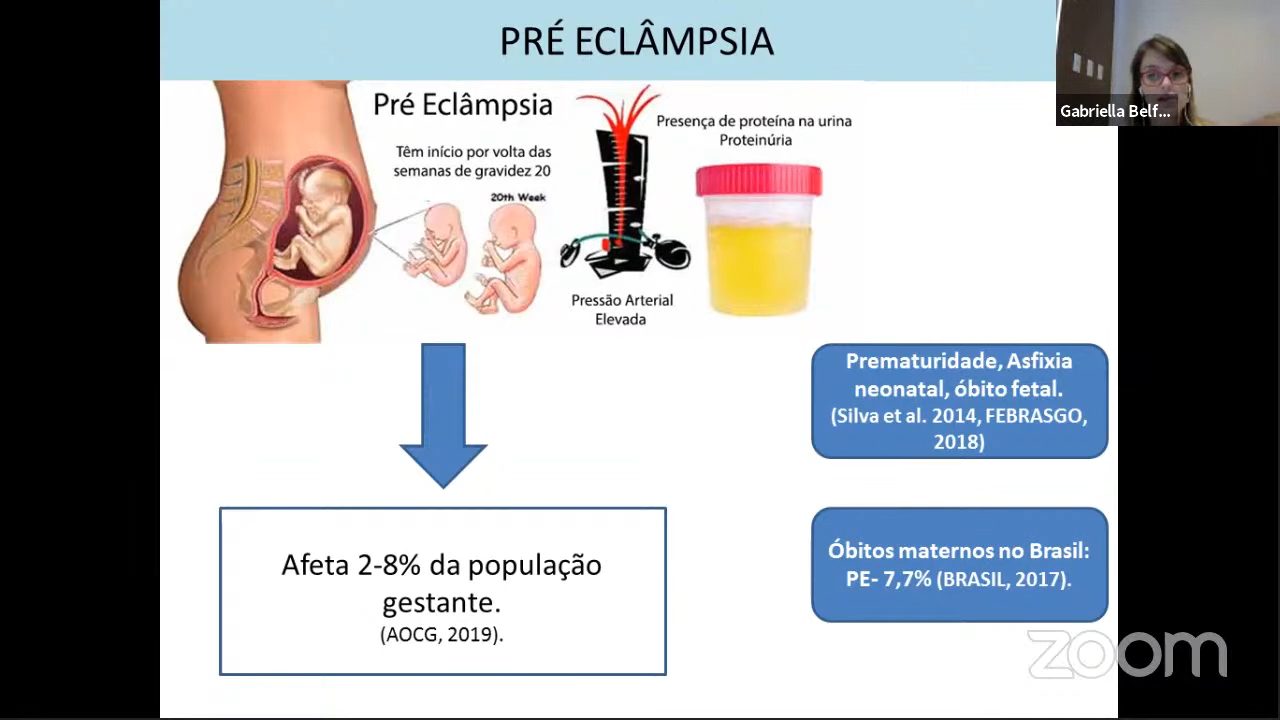 PRÉ ECLÂMPSIA
Gabriella Belf...
Pré Eclâmpsia
Têm início por volta das
semanas de gravidez 20
20th Week
Presença de proteína na urina
Proteinúria
Pressão Arterial
Elevada
Prematuridade, Asfixia
neonatal, óbito fetal.
(Silva et al. 2014, FEBRASGO,
2018)
Afeta 2-8% da população
gestante.
(AOCG, 2019).
Óbitos maternos no Brasil:
PE- 7,7% (BRASIL, 2017).
zoom